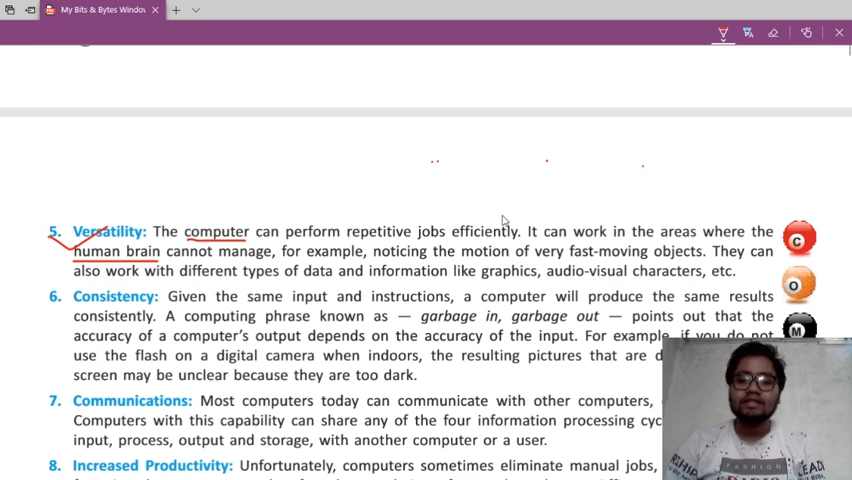 My Bits & Bytes Window
5. Versatility: The computer can perform repetitive jobs efficiently. It can work in the areas where the
human brain cannot manage, for example, noticing the motion of very fast-moving objects. They can
also work with different types of data and information like graphics, audio-visual characters, etc.
6. Consistency: Given the same input and instructions, a computer will produce the same results
consistently. A computing phrase known as — garbage in, garbage out — points out that the
accuracy of a computer's output depends on the accuracy of the input. For example, if you do not
use the flash on a digital camera when indoors, the resulting pictures that are
screen may be unclear because they are too dark.
7. Communications: Most computers today can communicate with other computers,
Computers with this capability can share any of the four information processing
input, process, output and storage, with another computer or a user.
8. Increased Productivity: Unfortunately, computers sometimes eliminate manual jobs,
C
O
M
FASHION